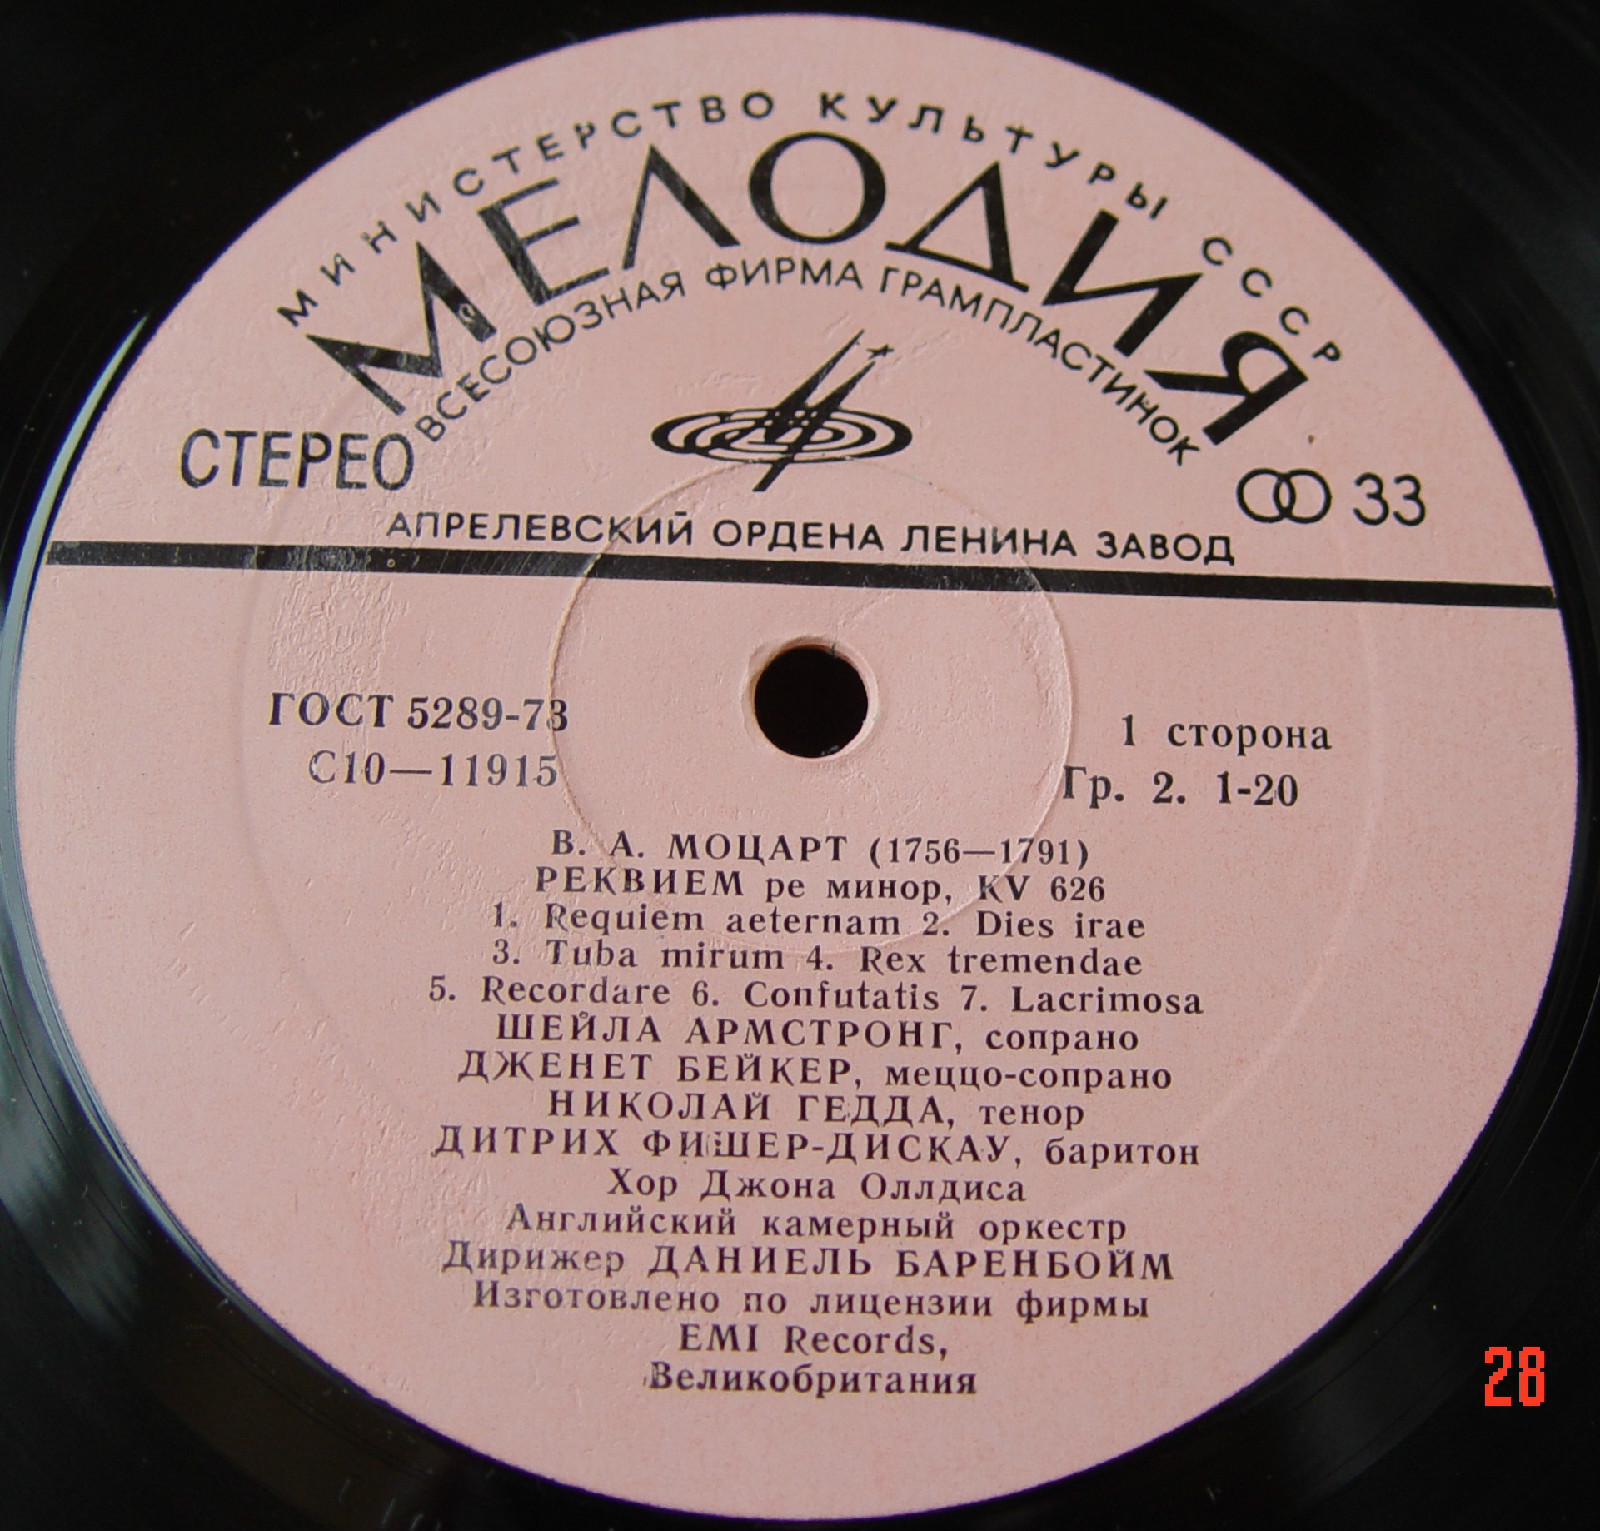 МИНИСТЕРСТВО КУЛЬТУРЫ СССР
МЕЛОДИЯ
ВСЕСОЮЗНАЯ ФИРМА ГРАМПЛАСТИНОК
СТЕРЕО
33
АПРЕЛЕВСКИЙ ОРДЕНА ЛЕНИНА ЗАВОД
ГОСТ 5289-73
С10—11915
1 сторона
Гр. 2. 1-20
В. А. МОЦАРТ (1756—1791)
РЕКВИЕМ ре минор, KV 626
1. Requiem aeternam 2. Dies irae
3. Tuba mirum 4. Rex tremendae
5. Recordare 6. Confutatis 7. Lacrimosa
ШЕЙЛА АРМСТРОНГ, сопрано
ДЖЕНЕТ БЕЙКЕР, меццо-сопрано
НИКОЛАЙ ГЕДДА, тенор
ДИТРИХ ФИШЕР-ДИСКАУ, баритон
Хор Джона Оллдиса
Английский камерный оркестр
Дирижер ДАНИЕЛЬ БАРЕНБОЙМ
Изготовлено по лицензии фирмы
EMI Records,
Великобритания
28